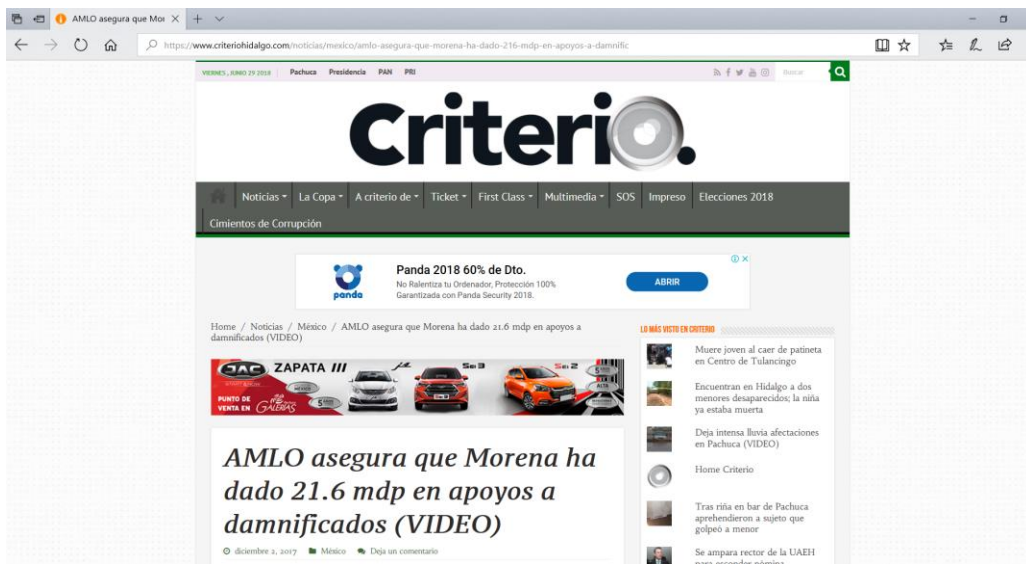 AMLO asegura que Mor
https://www.criteriohidalgo.com/noticias/mexico/amlo-asegura-que-morena-ha-dado-216-mdp-en-apoyos-a-damnific
VIERNES , JUNIO 29 2018 Pachuca Presidencia PAN PRI Buscar
Criterio.
Noticias La Copa A criterio de Ticket First Class Multimedia SOS Impreso Elecciones 2018
Cimientos de Corrupción
Panda 2018 60% de Dto.
No Ralentiza tu Ordenador, Protección 100%
Garantizada con Panda Security 2018.
panda
ABRIR
Home / Noticias / México / AMLO asegura que Morena ha dado 21.6 mdp en apoyos a
damnificados (VIDEO)
JAC ZAPATA III
Sei 3
Sei 2
PUNTO DE
VENTA EN GALERÍAS
AMLO asegura que Morena ha
dado 21.6 mdp en apoyos a
damnificados (VIDEO)
diciembre 2, 2017 México Deja un comentario
LO MÁS VISTO EN CRITERIO
Muere joven al caer de patineta
en Centro de Tulancingo
Encuentran en Hidalgo a dos
menores desaparecidos; la niña
ya estaba muerta
Deja intensa lluvia afectaciones
en Pachuca (VIDEO)
Home Criterio
Tras riña en bar de Pachuca
aprehendieron a sujeto que
golpeó a menor
Se ampara rector de la UAEH
para esconder nómina